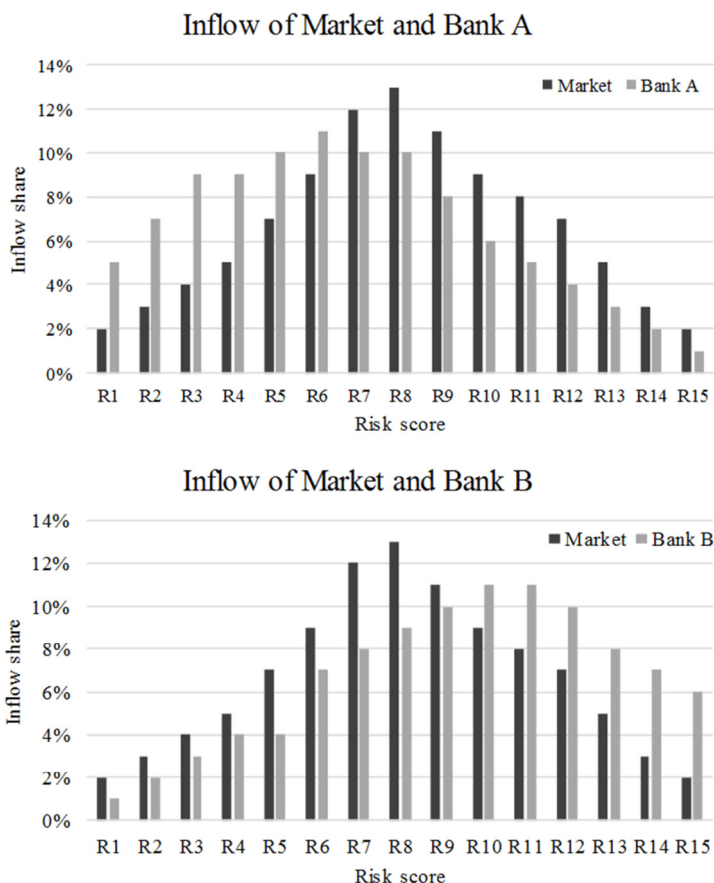 Inflow of Market and Bank A
14%
Market Bank A
12%
10%
8%
6%
4%
2%
0%
Inflow share
R1 R2 R3 R4 R5 R6 R7 R8 R9 R10 R11 R12 R13 R14 R15
Risk score
Inflow of Market and Bank B
14%
Market Bank B
12%
10%
8%
6%
4%
2%
0%
Inflow share
R1 R2 R3 R4 R5 R6 R7 R8 R9 R10 R11 R12 R13 R14 R15
Risk score